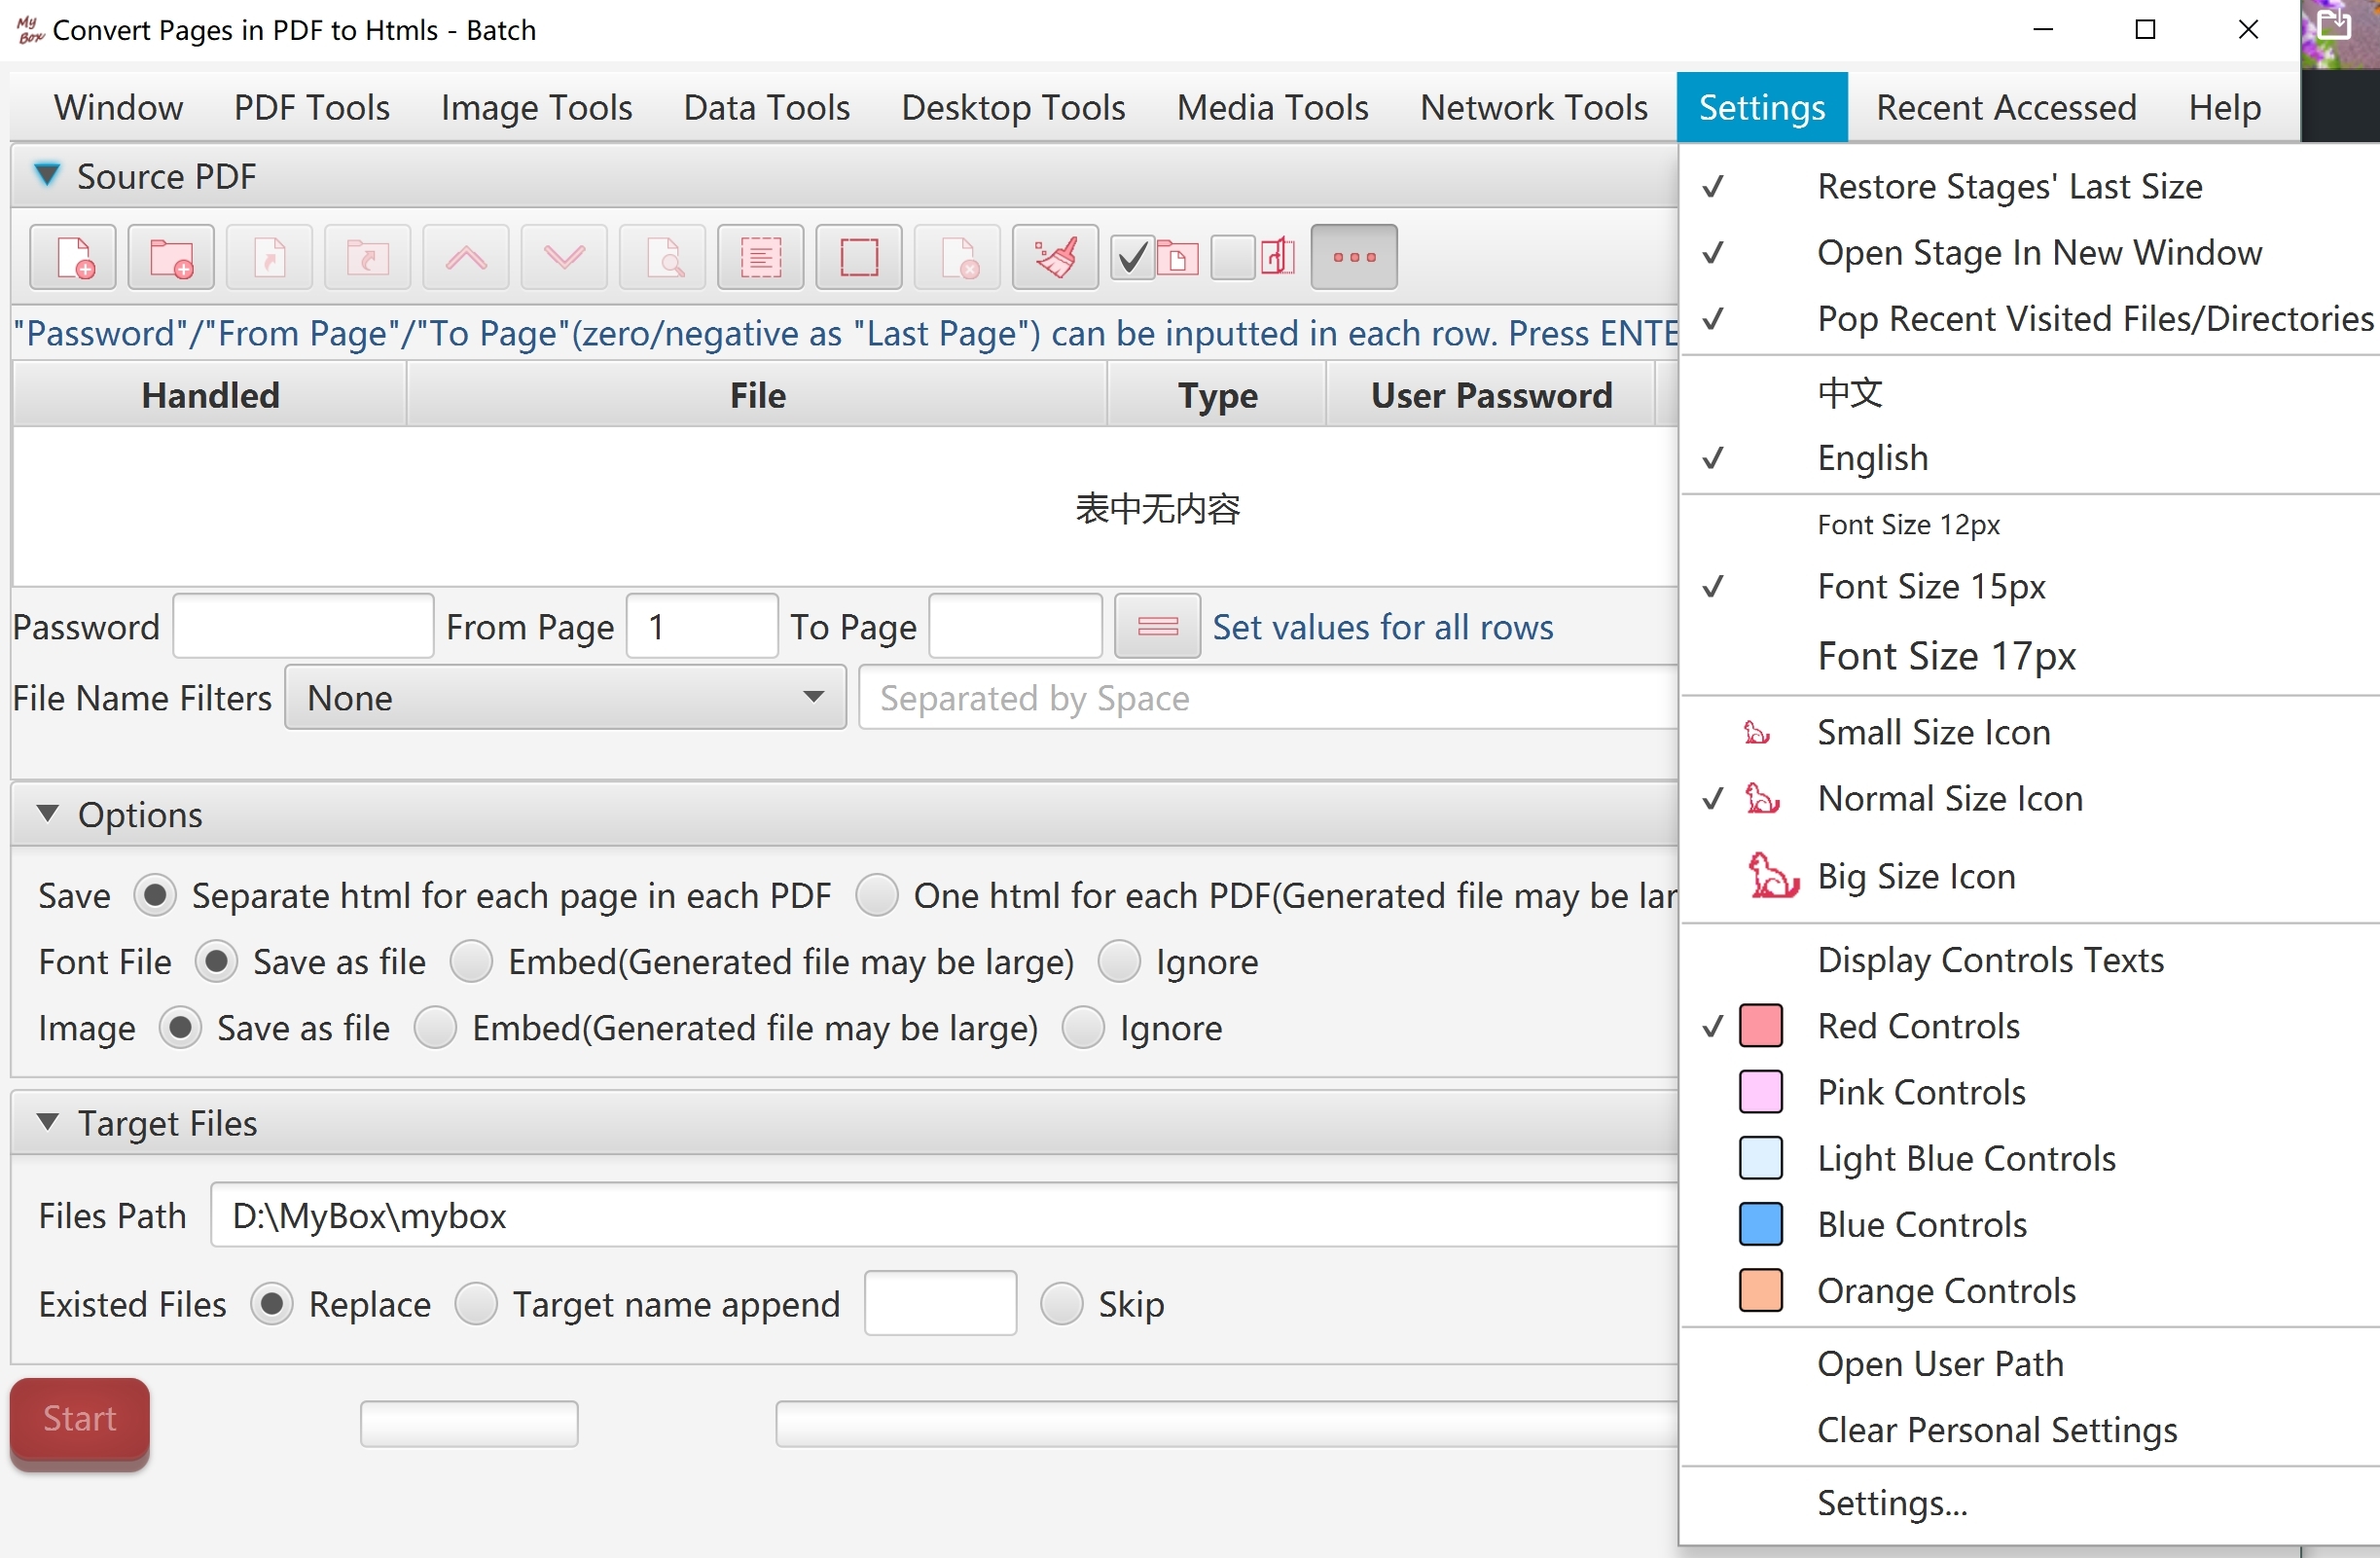 My Box Convert Pages in PDF to Htmls - Batch
Window PDF Tools Image Tools Data Tools Desktop Tools Media Tools Network Tools Settings Recent Accessed Help
Source PDF
"Password"/"From Page"/"To Page"(zero/negative as "Last Page") can be inputted in each row. Press ENTE
Handled File Type User Password
表中无内容
Password From Page 1 To Page Set values for all rows
File Name Filters None Separated by Space
Options
Save Separate html for each page in each PDF One html for each PDF(Generated file may be lar
Font File Save as file Embed(Generated file may be large) Ignore
Image Save as file Embed(Generated file may be large) Ignore
Target Files
Files Path D:\MyBox\mybox
Existed Files Replace Target name append Skip
Start
Restore Stages' Last Size
Open Stage In New Window
Pop Recent Visited Files/Directories
中文
English
Font Size 12px
Font Size 15px
Font Size 17px
Small Size Icon
Normal Size Icon
Big Size Icon
Display Controls Texts
Red Controls
Pink Controls
Light Blue Controls
Blue Controls
Orange Controls
Open User Path
Clear Personal Settings
Settings...